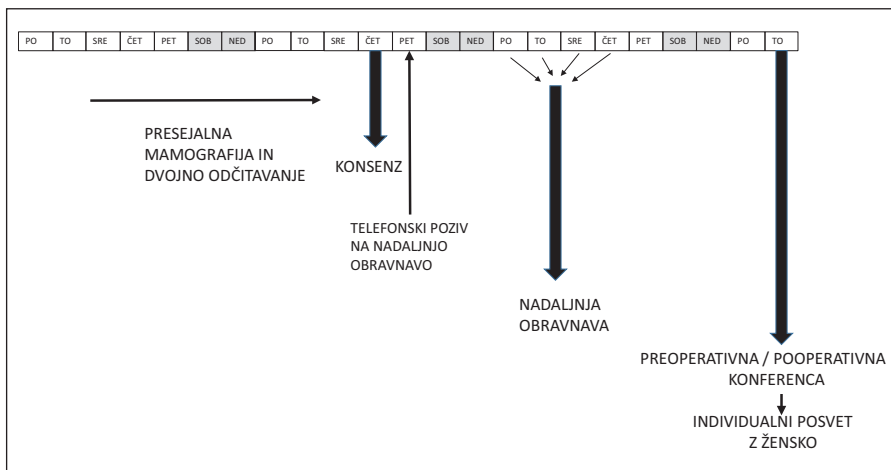 PO TO SRE ČET PET SOB NED PO TO SRE ČET PET SOB NED PO TO SRE ČET PET SOB NED PO TO
PRESEJALNA
MAMOGRAFIJA IN
DVOJNO ODČITAVANJE
KONSENZ
TELEFONSKI POZIV
NA NADALJNJO
OBRAVNAVO
NADALJNJA
OBRAVNAVA
PREOPERATIVNA / POOPERATIVNA
KONFERENCA
INDIVIDUALNI POSVET
Z ŽENSKO